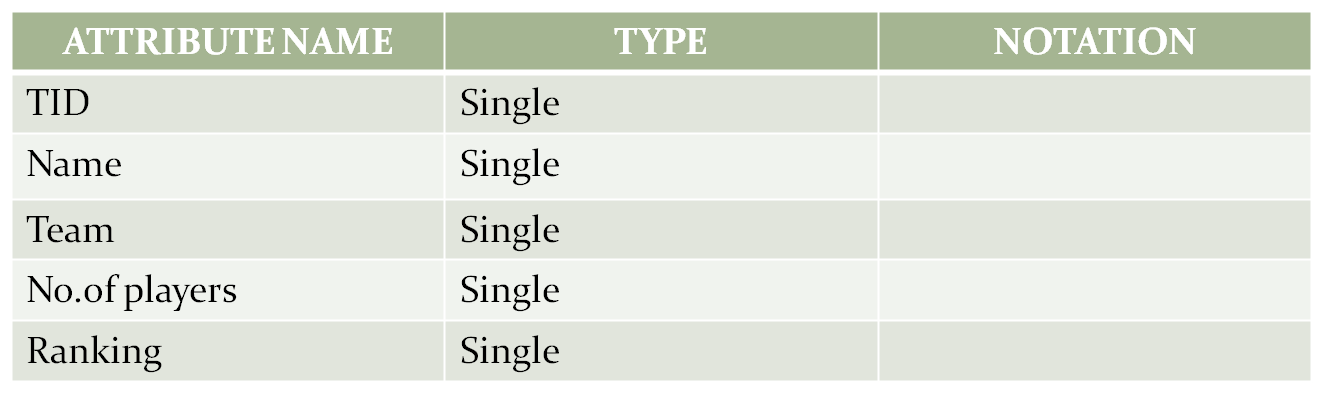 ATTRIBUTE NAME TYPE NOTATION
TID Single
Name Single
Team Single
No.of players Single
Ranking Single